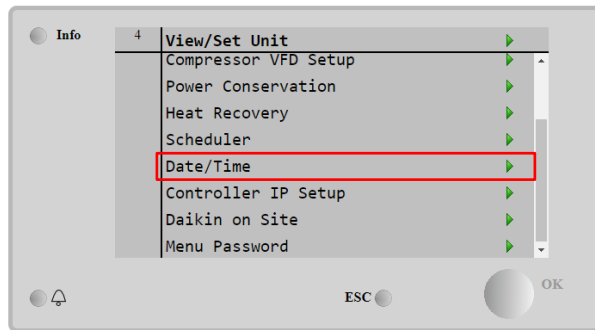 Info
4 View/Set Unit
Compressor VFD Setup
Power Conservation
Heat Recovery
Scheduler
Date/Time
Controller IP Setup
Daikin on Site
Menu Password
ESC
OK